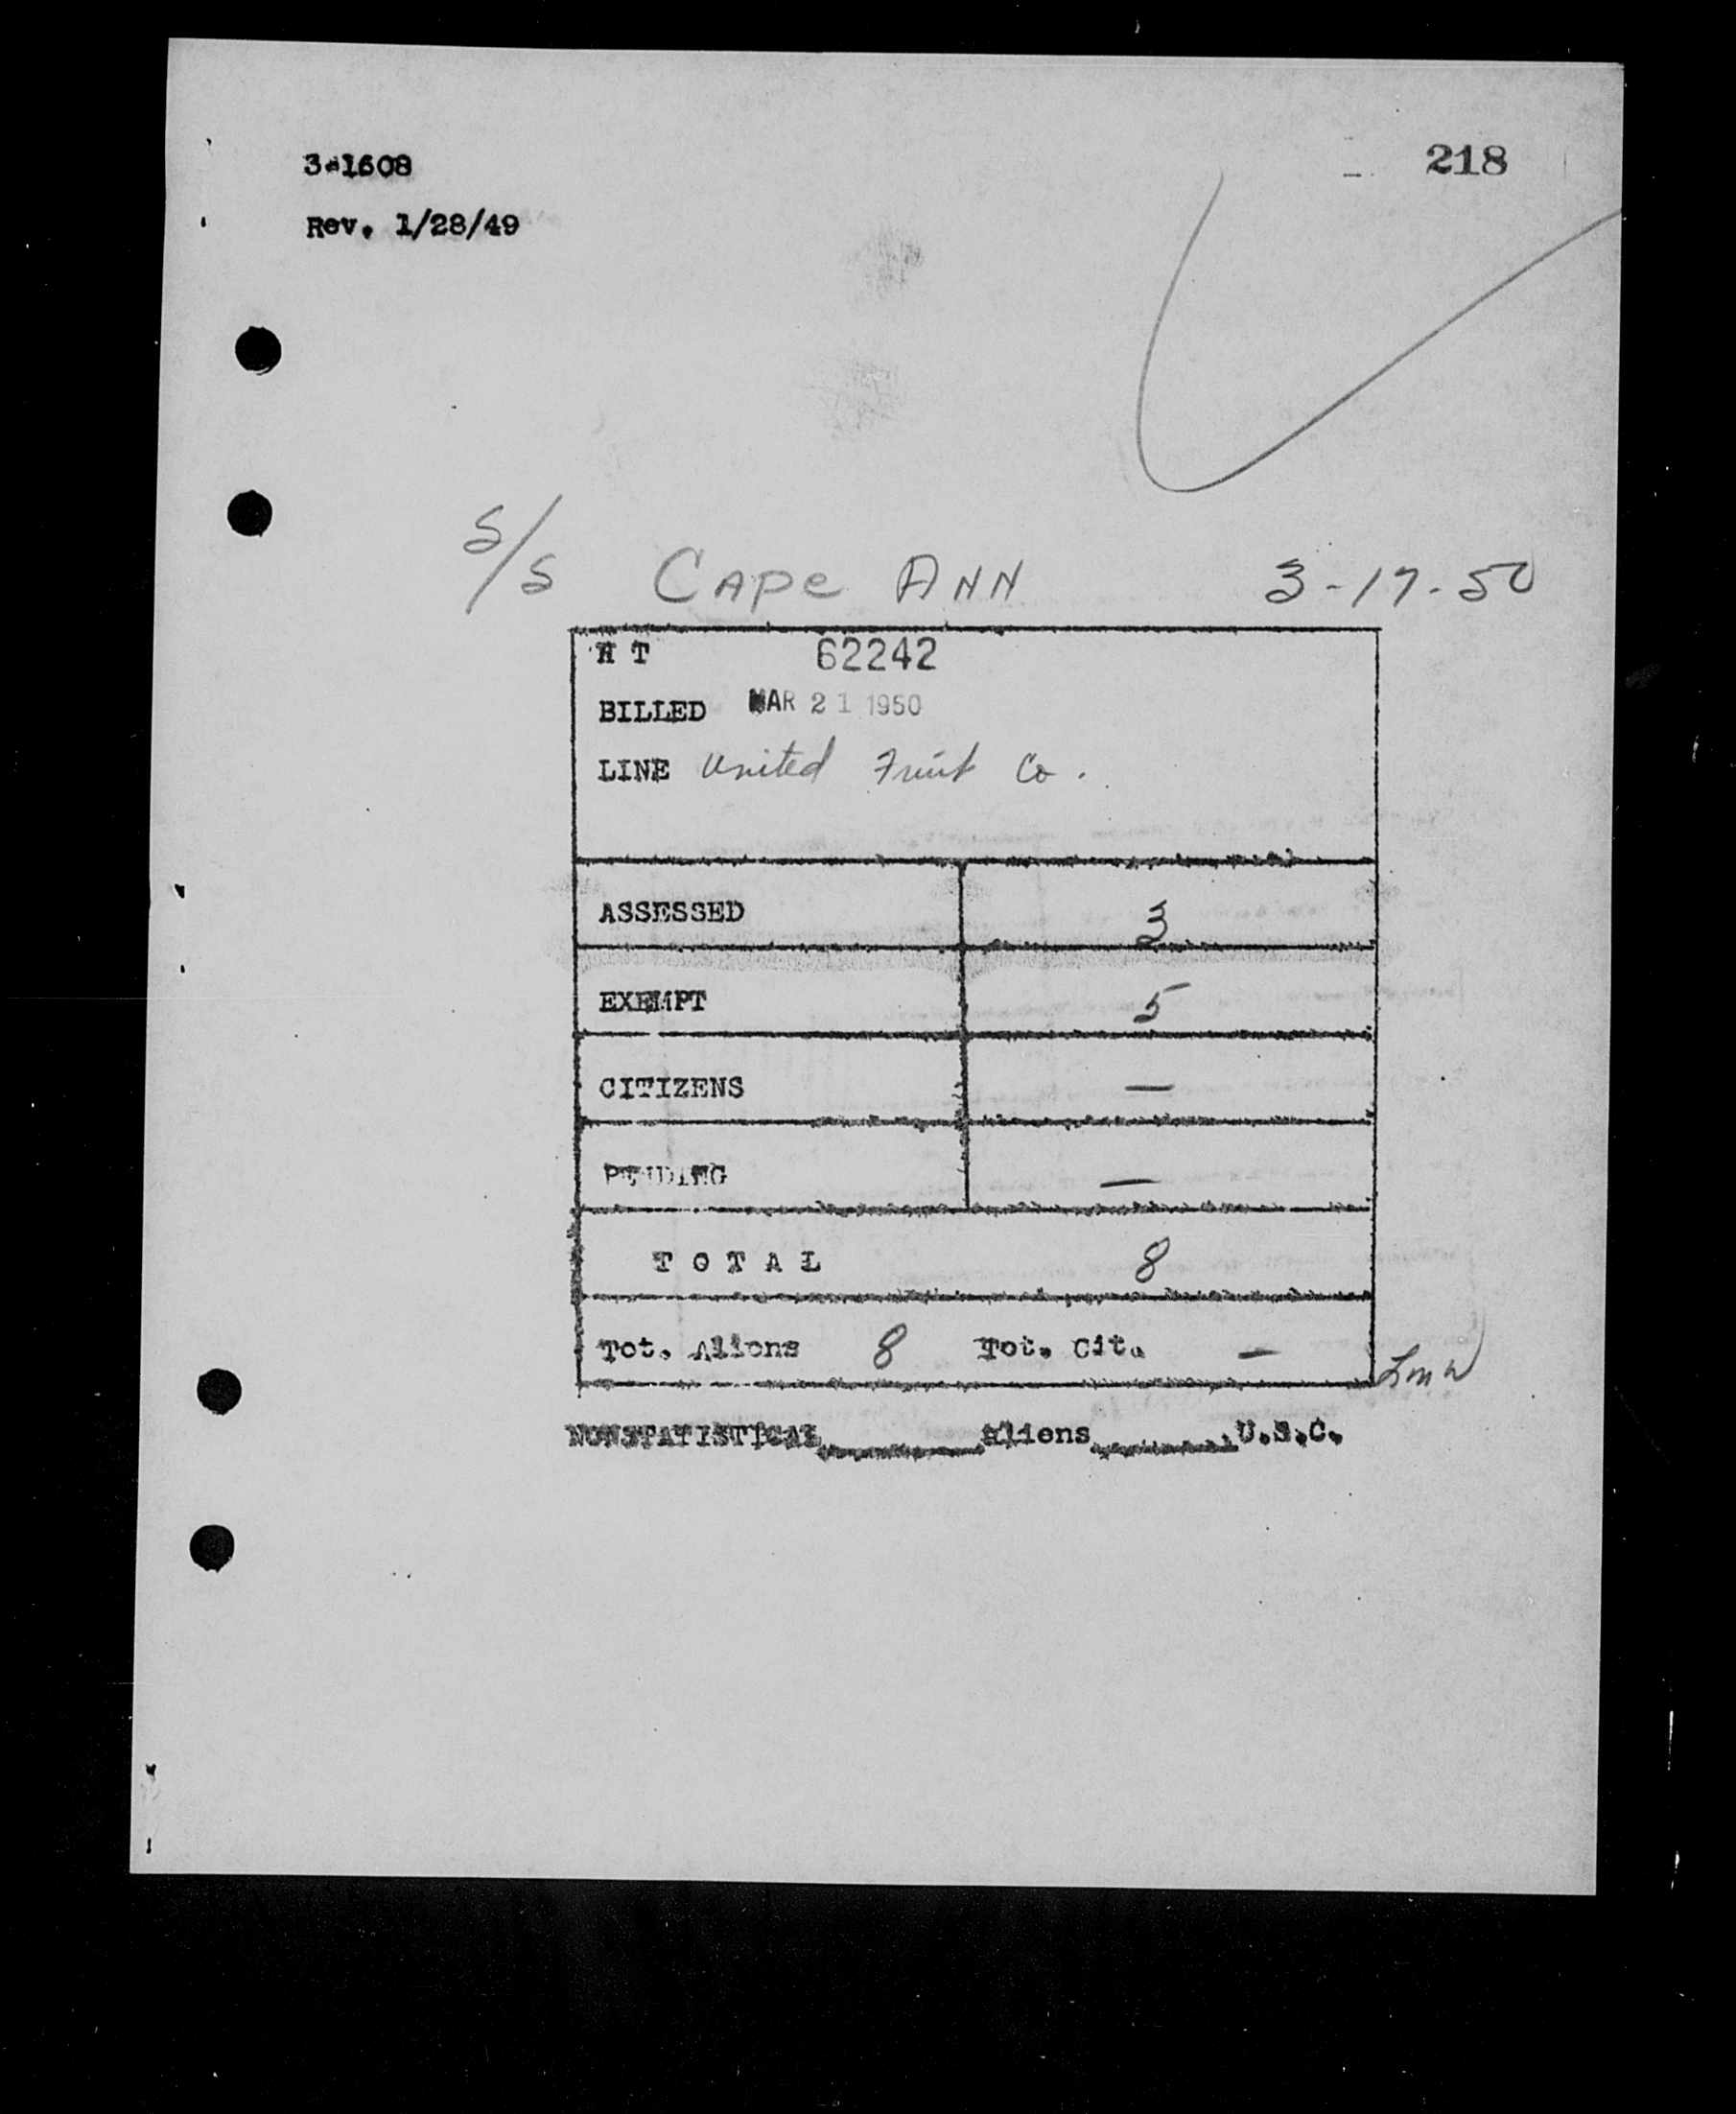 218
3-1608
Rev. 1/28/49
S/S Cape Ann 3-17-50
H T 62242
BILLED MAR 21 1950
LINE United Fruit Co.
ASSESSED 3
EXEMPT 5
CITIZENS —
PENDING —
TOTAL 8
Tot. Aliens 8 Tot. Cit. —
NONSTATISTICAL Aliens U.S.C.